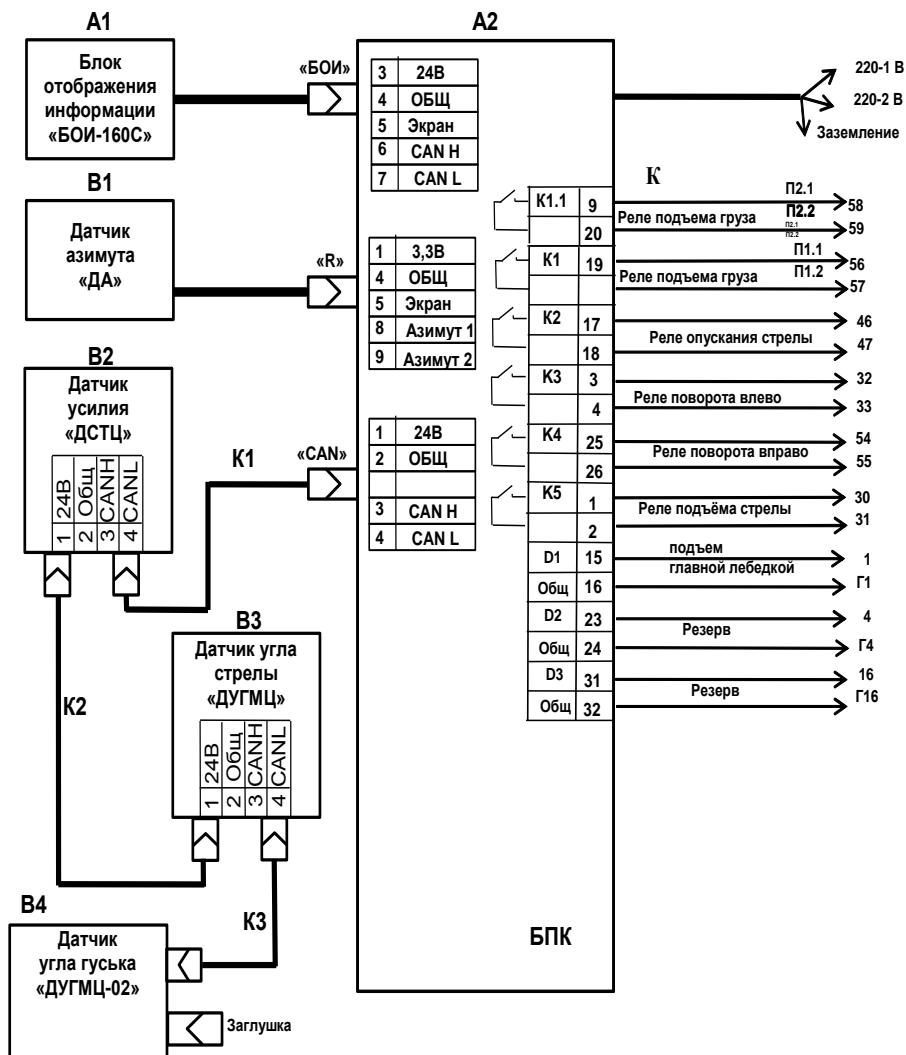 А1
Блок
отображения
информации
«БОИ-160С»
«БОИ»
В1
Датчик
азимута
«ДА»
«R»
В2
Датчик
усилия
«ДСТЦ»
1 24В
2 Общ
3 CANH
4 CANL
К1
«CAN»
К2
В3
Датчик угла
стрелы
«ДУГМЦ»
1 24В
2 Общ
3 CANH
4 CANL
К3
В4
Датчик
угла гуська
«ДУГМЦ-02»
Заглушка
А2
3 24В
4 ОБЩ
5 Экран
6 CAN H
7 CAN L
1 3,3В
4 ОБЩ
5 Экран
8 Азимут 1
9 Азимут 2
1 24В
2 ОБЩ
3 CAN H
4 CAN L
БПК
220-1 В
220-2 В
Заземление
К
К1.1 9 П2.1 58
Реле подъема груза П2.2
20 П2.1 59
П2.2
К1 19 П1.1 56
Реле подъема груза П1.2 57
К2 17 46
Реле опускания стрелы
18 47
К3 3 32
Реле поворота влево
4 33
К4 25 54
Реле поворота вправо
26 55
К5 1 30
Реле подъёма стрелы
2 31
D1 15 подъем 1
главной лебедкой
Общ 16 Г1
D2 23 4
Резерв
Общ 24 Г4
D3 31 16
Резерв
Общ 32 Г16